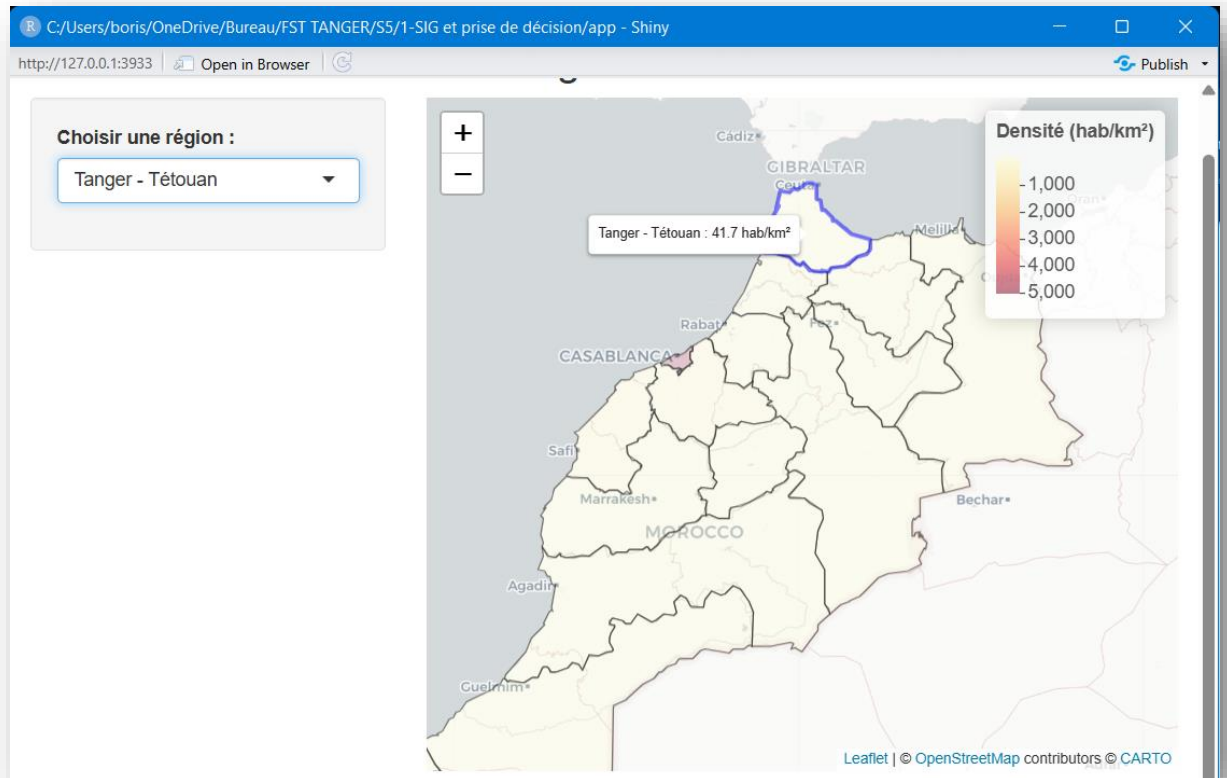 R C:/Users/boris/OneDrive/Bureau/FST TANGER/S5/1-SIG et prise de décision/app - Shiny
http://127.0.0.1:3933 Open in Browser Publish
Choisir une région :
Tanger - Tétouan
+
−
Densité (hab/km²)
1,000
2,000
3,000
4,000
5,000
Cádiz
GIBRALTAR
Ceuta
Oran
Tanger - Tétouan : 41.7 hab/km²
Melilla
Rabat
Fez
CASABLANCA
Safi
Marrakesh
Bechar
MOROCCO
Agadir
Guelmim
Leaflet | © OpenStreetMap contributors © CARTO